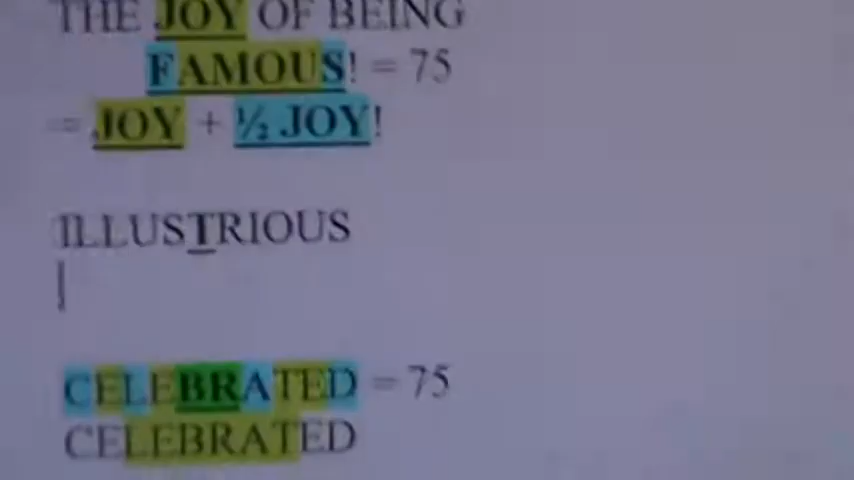 THE JOY OF BEING
FAMOUS! = 75
= JOY + ½ JOY!
ILLUSTRIOUS
CELEBRATED = 75
CELEBRATED